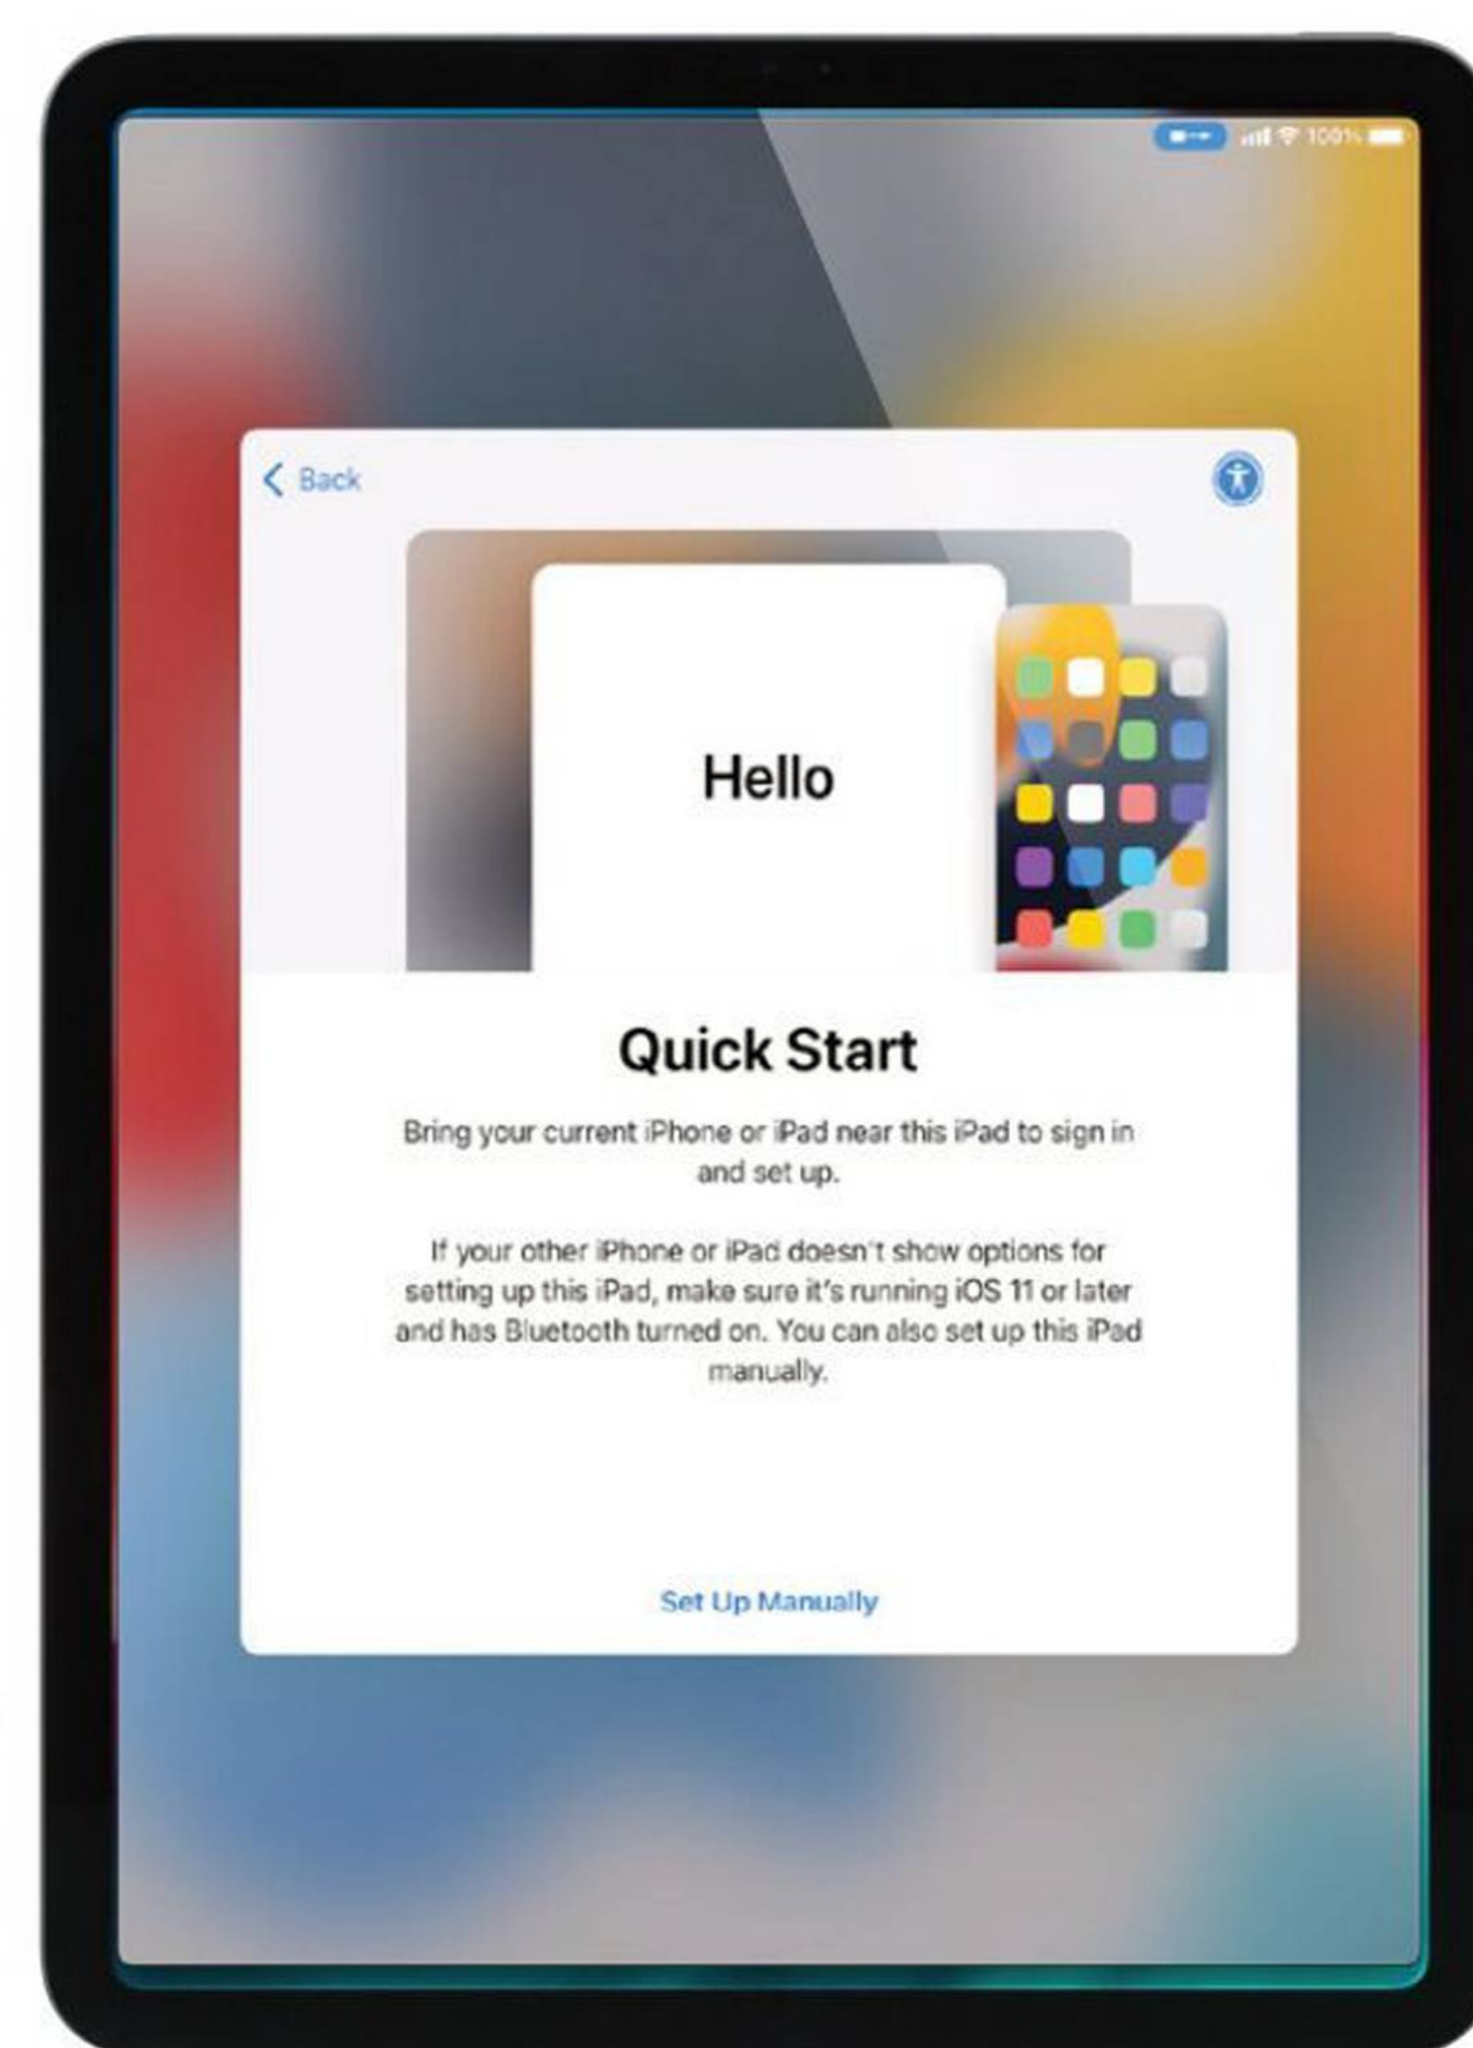 100%
Back
Hello
Quick Start
Bring your current iPhone or iPad near this iPad to sign in
and set up.
If your other iPhone or iPad doesn't show options for
setting up this iPad, make sure it's running iOS 11 or later
and has Bluetooth turned on. You can also set up this iPad
manually.
Set Up Manually